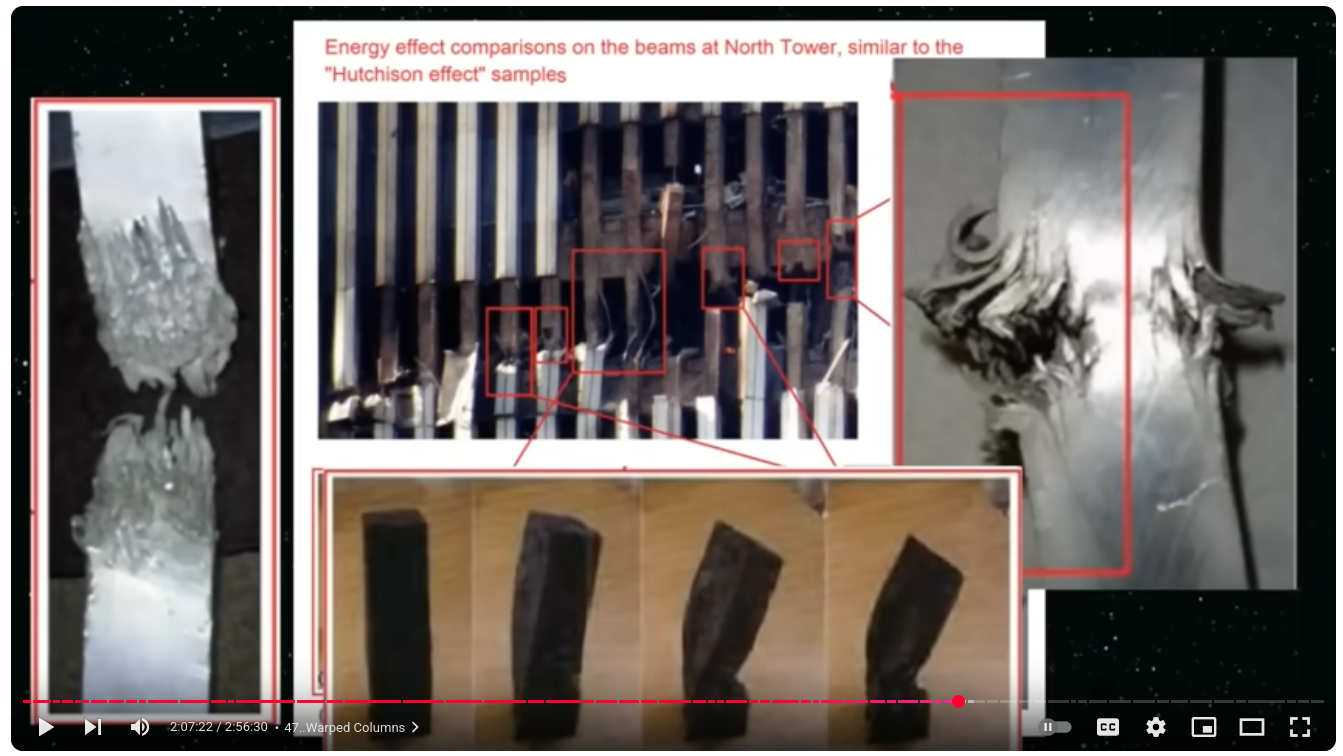 Energy effect comparisons on the beams at North Tower, similar to the
"Hutchison effect" samples
2:07:22 / 2:56:30 • 47..Warped Columns
CC